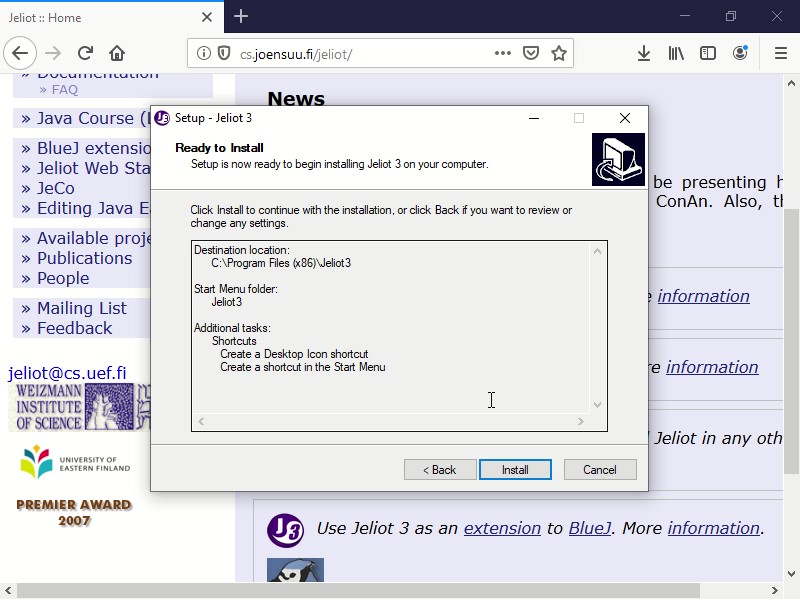 Jeliot :: Home
cs.joensuu.fi/jeliot/
» Documentation
» FAQ
» Java Course (
» BlueJ extensio
» Jeliot Web Sta
» JeCo
» Editing Java E
» Available proje
» Publications
» People
» Mailing List
» Feedback
jeliot@cs.uef.fi
WEIZMANN
INSTITUTE
OF SCIENCE
UNIVERSITY OF
EASTERN FINLAND
PREMIER AWARD
2007
News
be presenting h
ConAn. Also, th
information
re information
Jeliot in any oth
Use Jeliot 3 as an extension to BlueJ. More information.
Setup - Jeliot 3
Ready to Install
Setup is now ready to begin installing Jeliot 3 on your computer.
Click Install to continue with the installation, or click Back if you want to review or
change any settings.
Destination location:
C:\Program Files (x86)\Jeliot3
Start Menu folder:
Jeliot3
Additional tasks:
Shortcuts
Create a Desktop Icon shortcut
Create a shortcut in the Start Menu
< Back
Install
Cancel